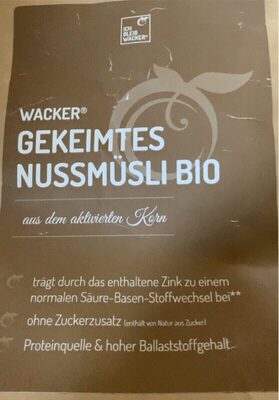 ICH
BLEIB
WACKER®
WACKER®
GEKEIMTES
NUSSMÜSLI BIO
aus dem aktivierten Korn
trägt durch das enthaltene Zink zu einem
normalen Säure-Basen-Stoffwechsel bei**
ohne Zuckerzusatz (enthält von Natur aus Zucker)
Proteinquelle & hoher Ballaststoffgehalt